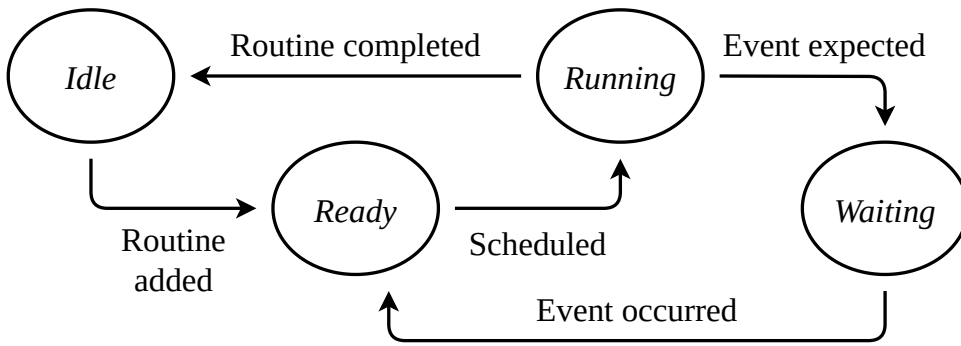 Routine completed
Event expected
Idle
Running
Ready
Waiting
Routine
added
Scheduled
Event occurred